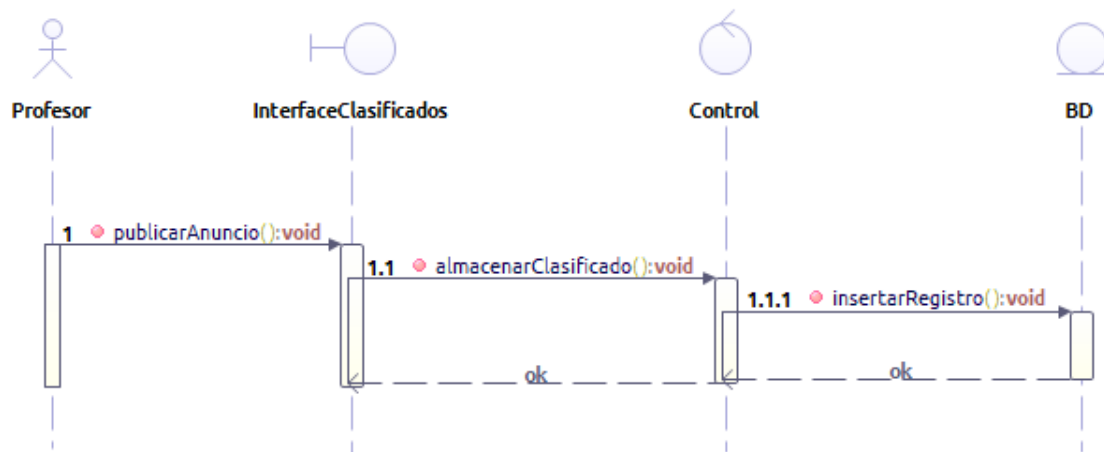 Profesor
InterfaceClasificados
Control
BD
1 publicarAnuncio():void
1.1 almacenarClasificado():void
1.1.1 insertarRegistro():void
ok
ok